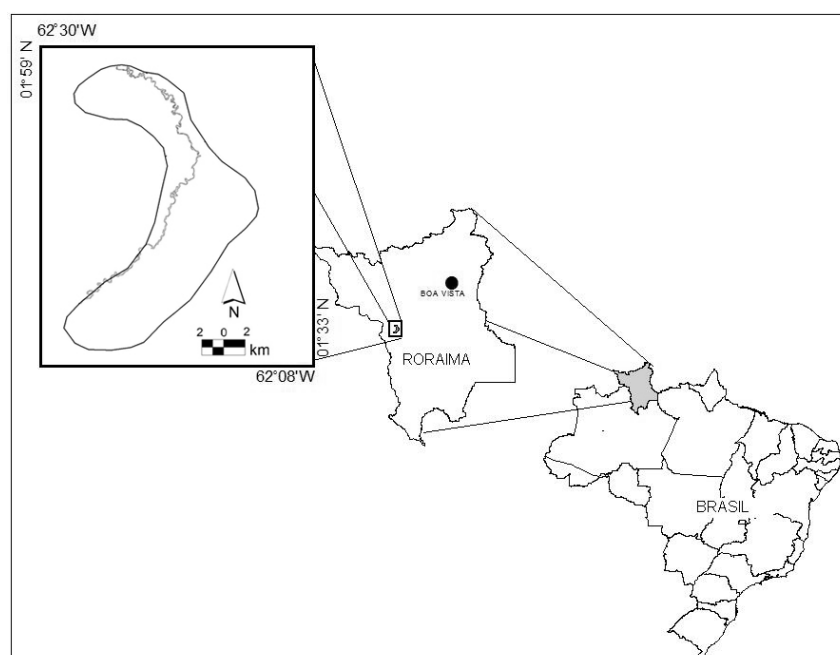 62°30'W
01°59' N
N
2 0 2
km
01°33' N
62°08'W
BOA VISTA
RORAIMA
BRASIL